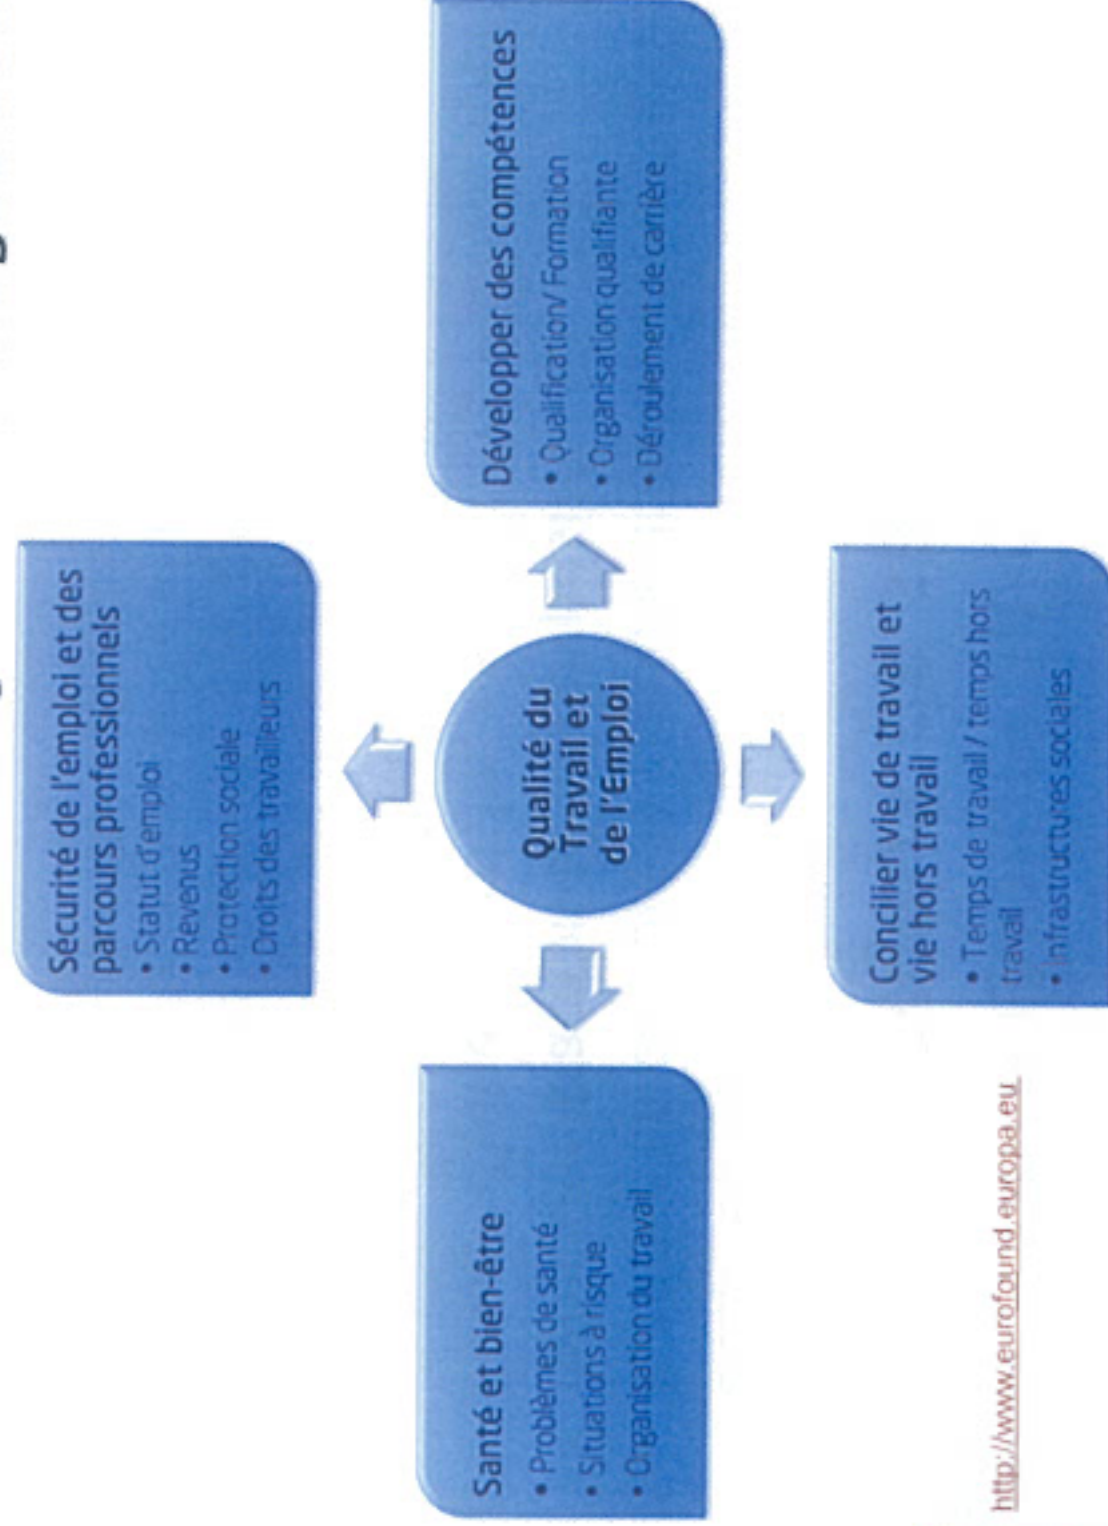 Sécurité de l'emploi et des
parcours professionnels
• Statut d'emploi
• Revenus
• Protection sociale
• Droits des travailleurs
Santé et bien-être
• Problèmes de santé
• Situations à risque
• Organisation du travail
Qualité du
Travail et
de l'Emploi
Développer des compétences
• Qualification/ Formation
• Organisation qualifiante
• Déroulement de carrière
Concilier vie de travail et
vie hors travail
• Temps de travail / temps hors
travail
• Infrastructures sociales
http://www.eurofound.europa.eu